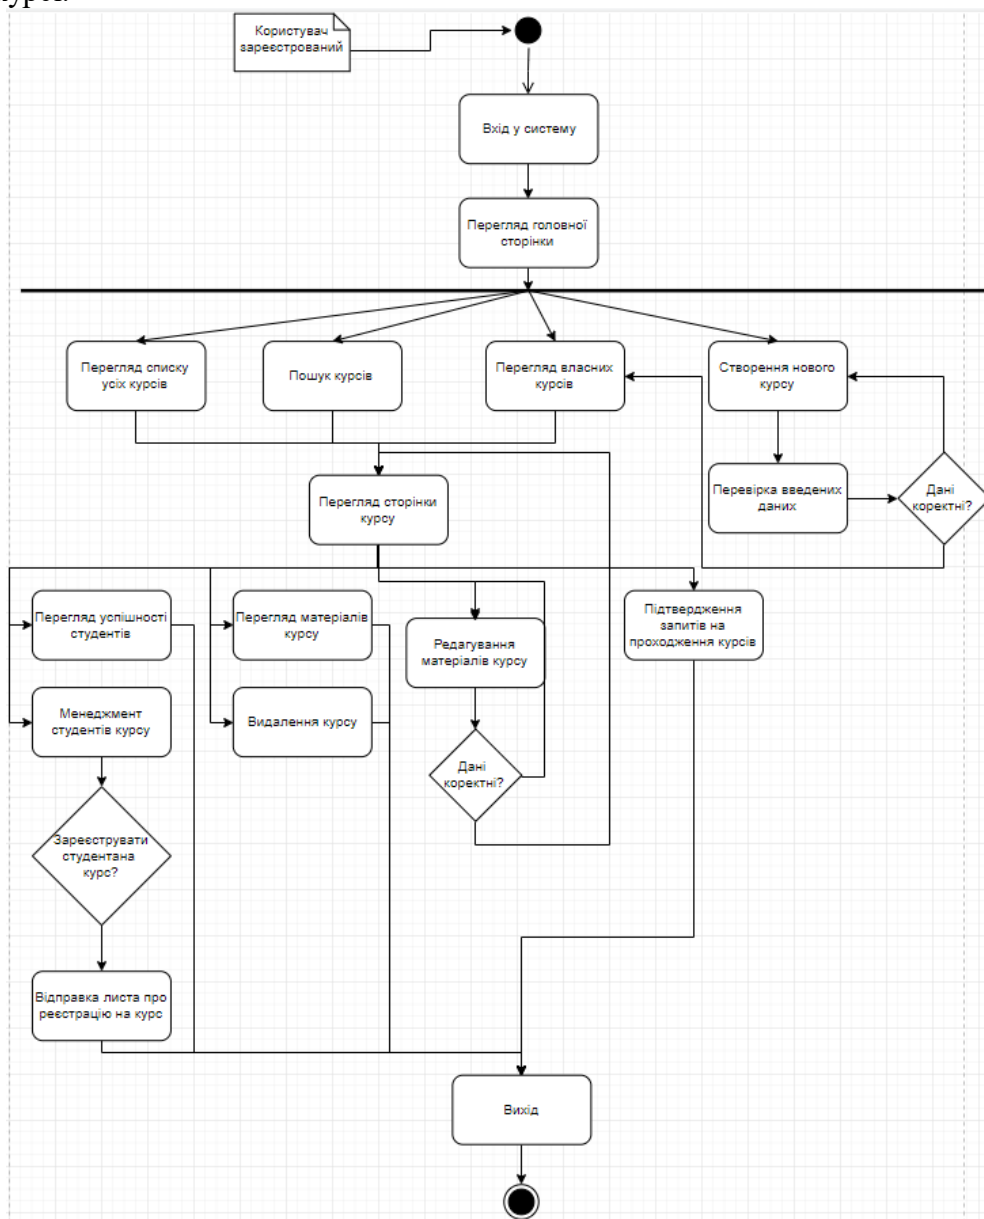 Користувач
зареєстрований
Вхід у систему
Перегляд головної
сторінки
Перегляд списку
усіх курсів
Пошук курсів
Перегляд власних
курсів
Створення нового
курсу
Перевірка введених
даних
Дані
коректні?
Перегляд сторінки
курсу
Перегляд успішності
студентів
Перегляд матеріалів
курсу
Редагування
матеріалів курсу
Підтвердження
запитів на
проходження курсів
Менеджмент
студентів курсу
Видалення курсу
Дані
коректні?
Зареєструвати
студентана
курс?
Відправка листа про
реєстрацію на курс
Вихід